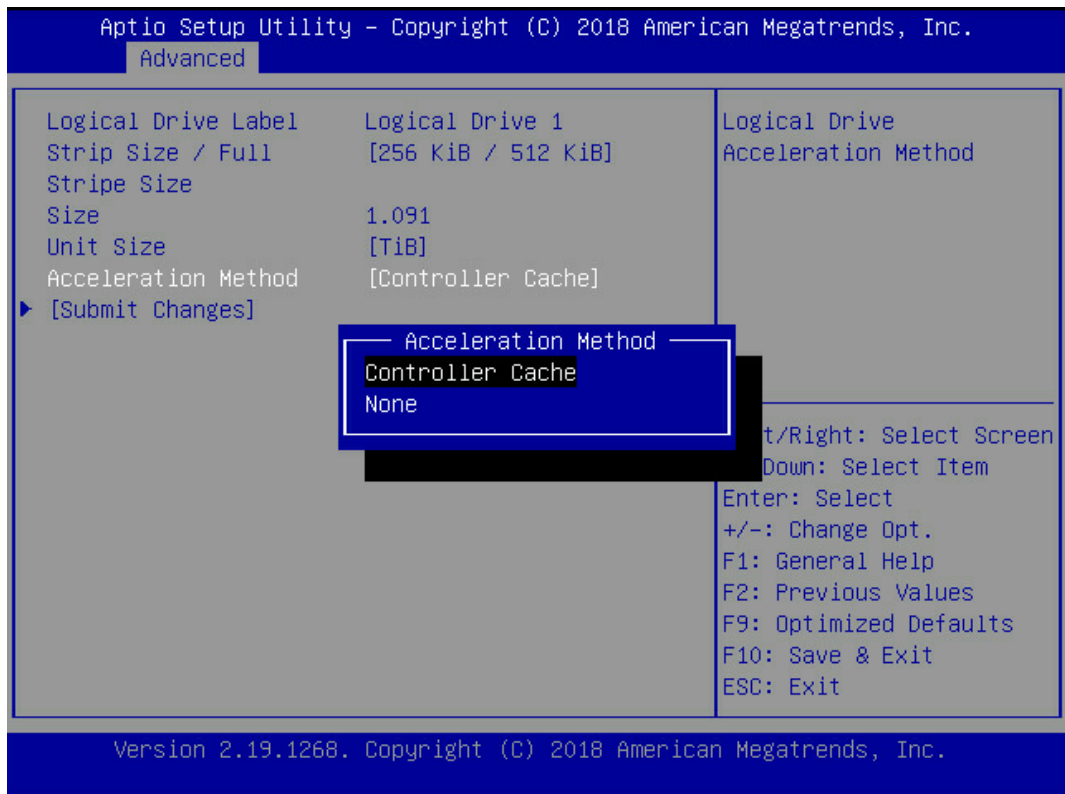 Aptio Setup Utility – Copyright (C) 2018 American Megatrends, Inc.
Advanced
Logical Drive Label Logical Drive 1
Strip Size / Full [256 KiB / 512 KiB]
Stripe Size
Size 1.091
Unit Size [TiB]
Acceleration Method [Controller Cache]
[Submit Changes]
Acceleration Method
Controller Cache
None
Logical Drive
Acceleration Method
t/Right: Select Screen
Down: Select Item
Enter: Select
+/-: Change Opt.
F1: General Help
F2: Previous Values
F9: Optimized Defaults
F10: Save & Exit
ESC: Exit
Version 2.19.1268. Copyright (C) 2018 American Megatrends, Inc.